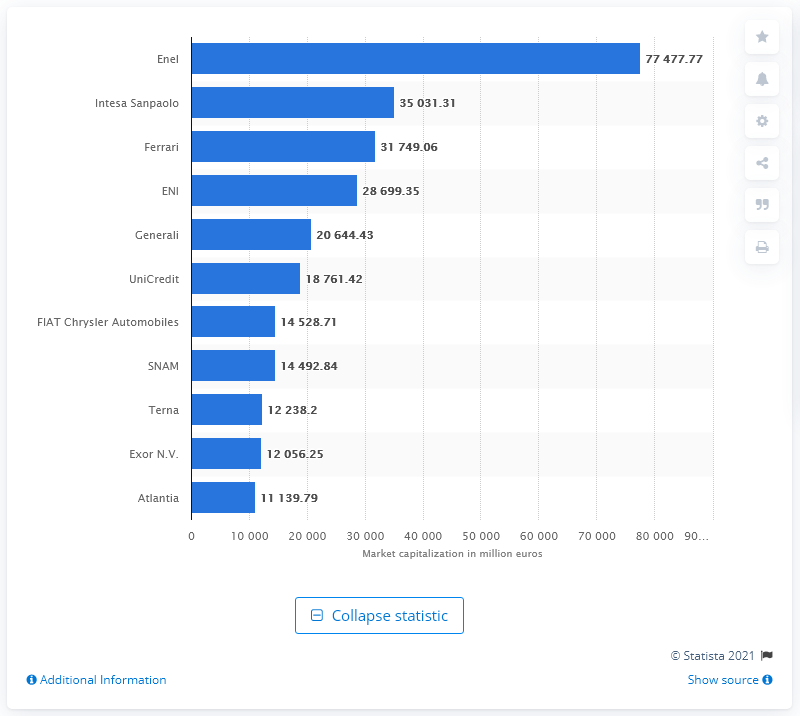 Enel 77 477.77
Intesa Sanpaolo 35 031.31
Ferrari 31 749.06
ENI 28 699.35
Generali 20 644.43
UniCredit 18 761.42
FIAT Chrysler Automobiles 14 528.71
SNAM 14 492.84
Terna 12 238.2
Exor N.V. 12 056.25
Atlantia 11 139.79
0 10 000 20 000 30 000 40 000 50 000 60 000 70 000 80 000 90...
Market capitalization in million euros
Collapse statistic
© Statista 2021
Additional Information Show source